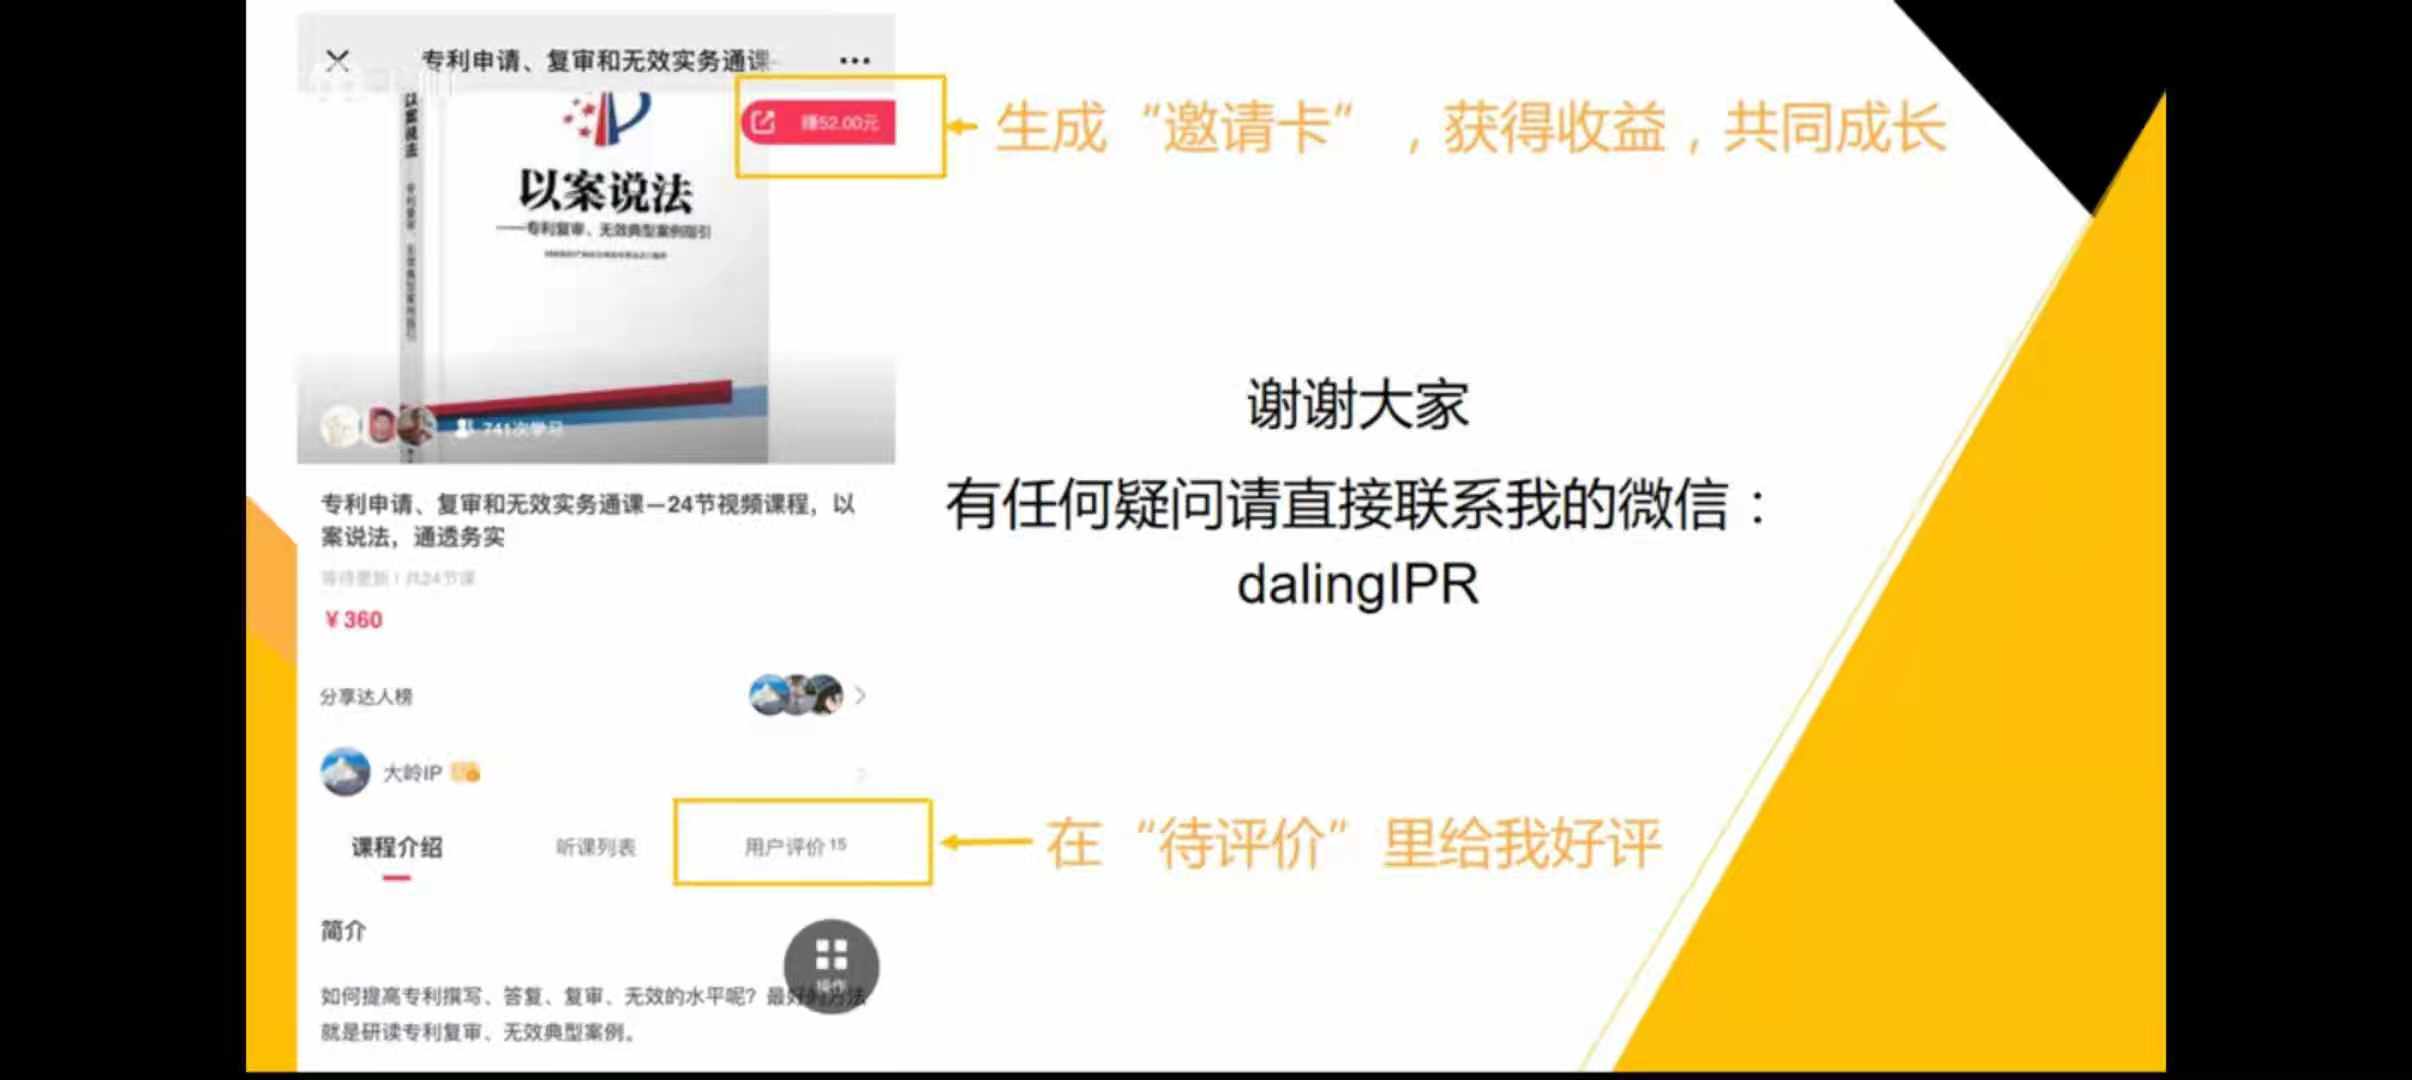 专利申请、复审和无效实务通课
赚52.00元
生成“邀请卡”，获得收益，共同成长
以案说法
以案说法
——专利复审、无效典型案例指引
741次学习
谢谢大家
有任何疑问请直接联系我的微信：
dalingIPR
专利申请、复审和无效实务通课—24节视频课程，以
案说法，通透务实
等待更新 | 共24节课
￥360
分享达人榜
大岭IP
课程介绍
听课列表
用户评价 15
在“待评价”里给我好评
简介
操作
如何提高专利撰写、答复、复审、无效的水平呢？最好的方法
就是研读专利复审、无效典型案例。